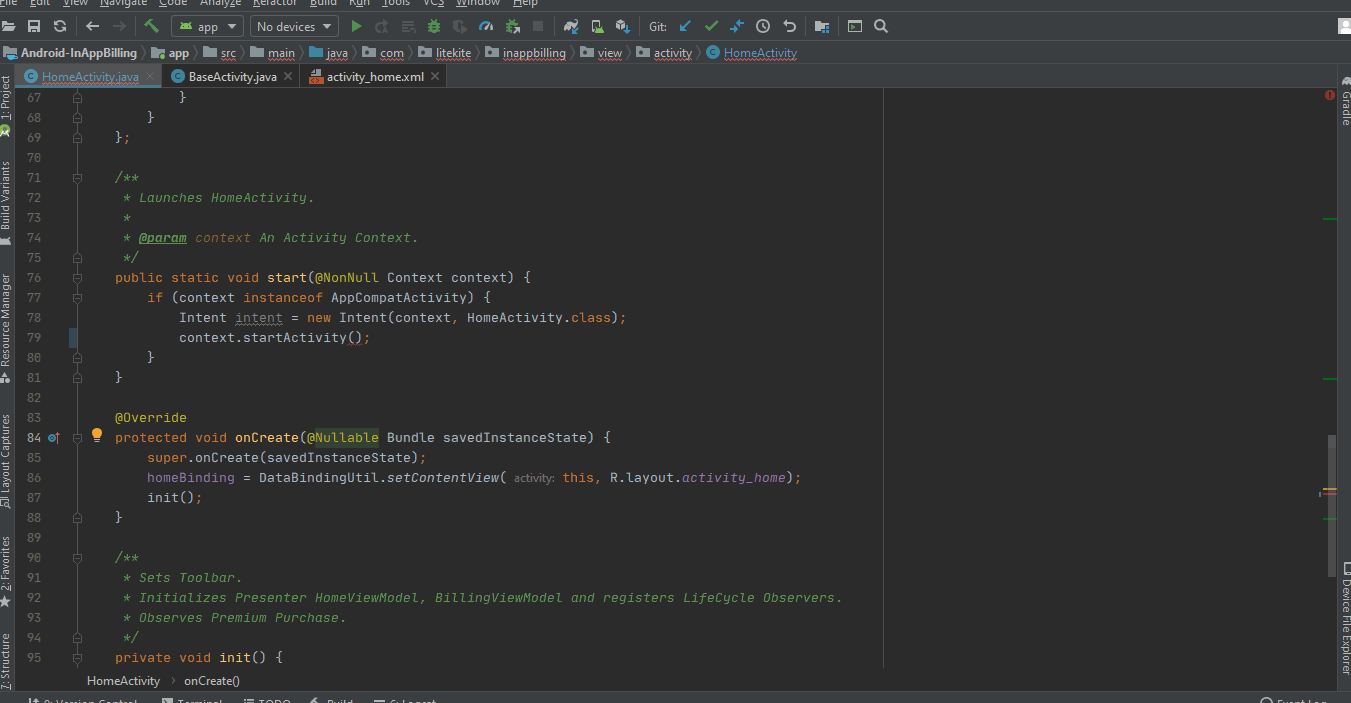 File Edit View Navigate Code Analyze Refactor Build Run Tools VCS Window Help
app No devices Git:
Android-InAppBilling app src main java com litekite inappbilling view activity HomeActivity
HomeActivity.java BaseActivity.java activity_home.xml
1: Project
Build Variants
Resource Manager
Layout Captures
2: Favorites
7: Structure
67 }
68 }
69 };
70
71 /**
72 * Launches HomeActivity.
73 *
74 * @param context An Activity Context.
75 */
76 public static void start(@NonNull Context context) {
77 if (context instanceof AppCompatActivity) {
78 Intent intent = new Intent(context, HomeActivity.class);
79 context.startActivity();
80 }
81 }
82
83 @Override
84 protected void onCreate(@Nullable Bundle savedInstanceState) {
85 super.onCreate(savedInstanceState);
86 homeBinding = DataBindingUtil.setContentView( activity: this, R.layout.activity_home);
87 init();
88 }
89
90 /**
91 * Sets Toolbar.
92 * Initializes Presenter HomeViewModel, BillingViewModel and registers LifeCycle Observers.
93 * Observes Premium Purchase.
94 */
95 private void init() {
Gradle
Device File Explorer
HomeActivity onCreate()
9: Version Control Terminal TODO Build 6: Logcat Event Log